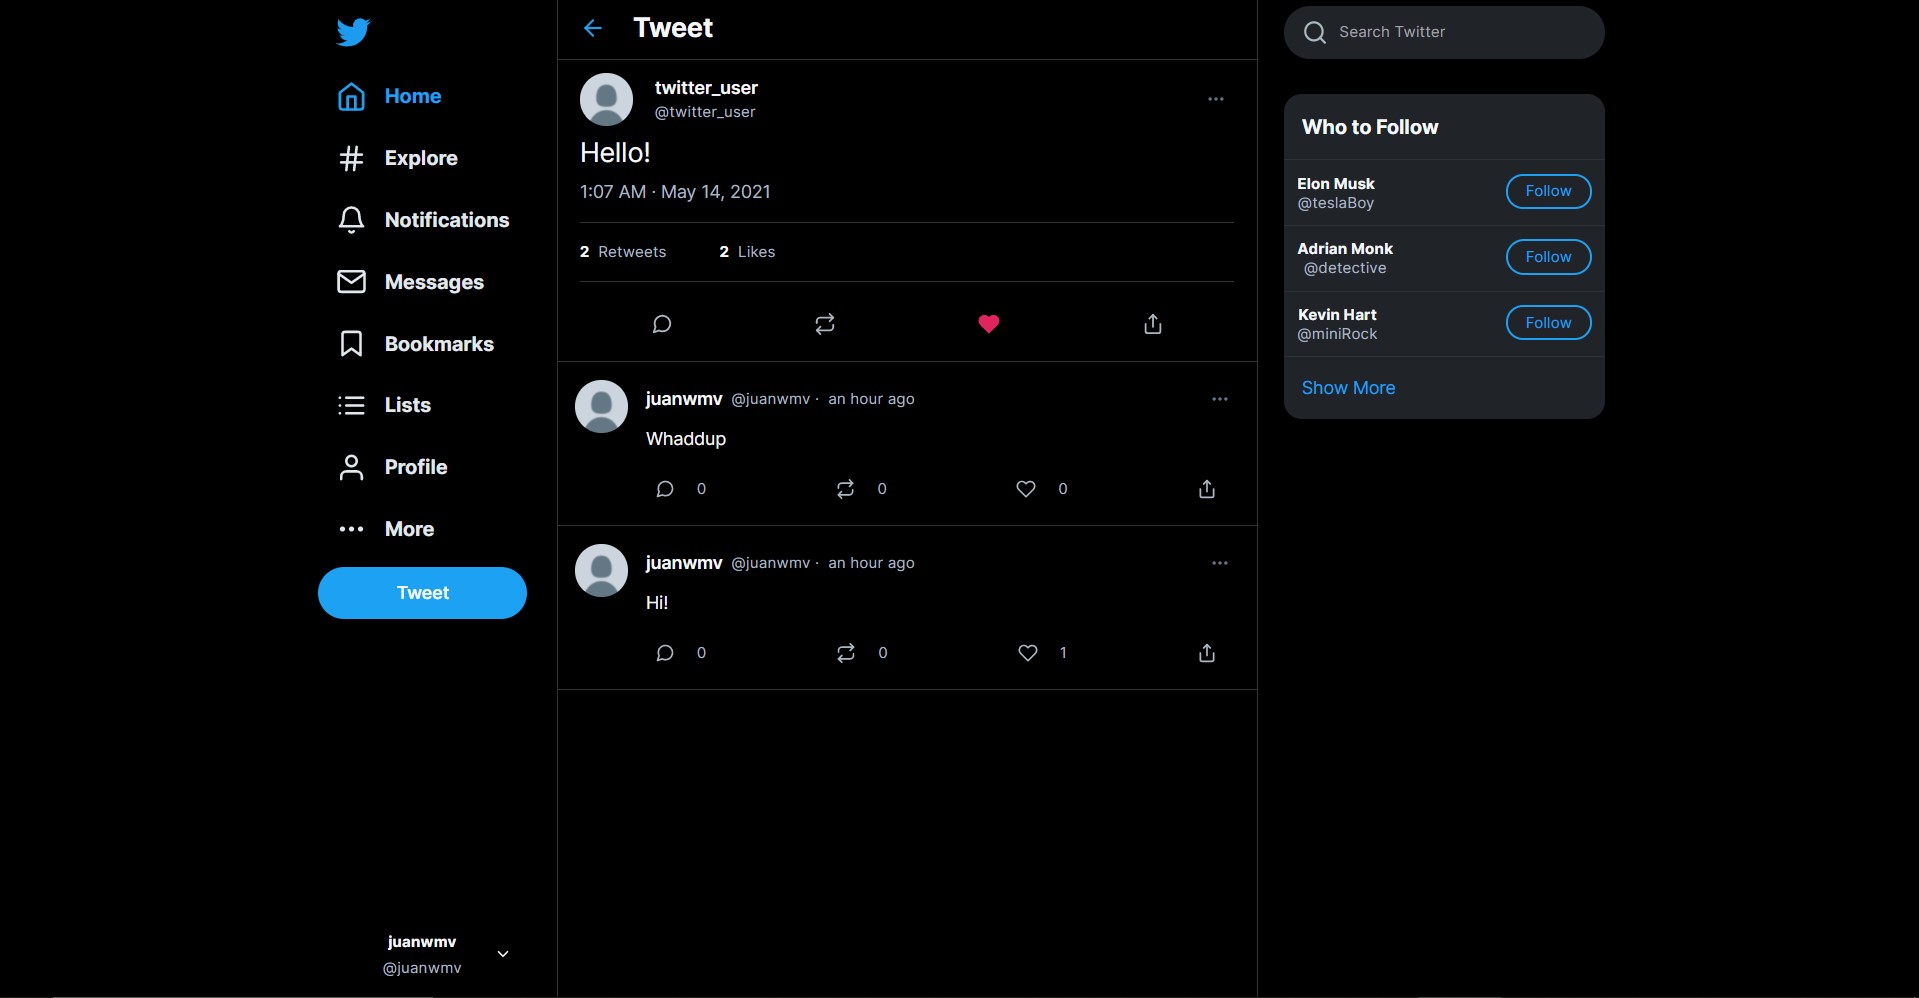 Home
Explore
Notifications
Messages
Bookmarks
Lists
Profile
More
Tweet
juanwmv
@juanwmv
Tweet
twitter_user
@twitter_user
Hello!
1:07 AM · May 14, 2021
2 Retweets 2 Likes
juanwmv @juanwmv · an hour ago
Whaddup
0 0 0
juanwmv @juanwmv · an hour ago
Hi!
0 0 1
Search Twitter
Who to Follow
Elon Musk
@teslaBoy
Follow
Adrian Monk
@detective
Follow
Kevin Hart
@miniRock
Follow
Show More